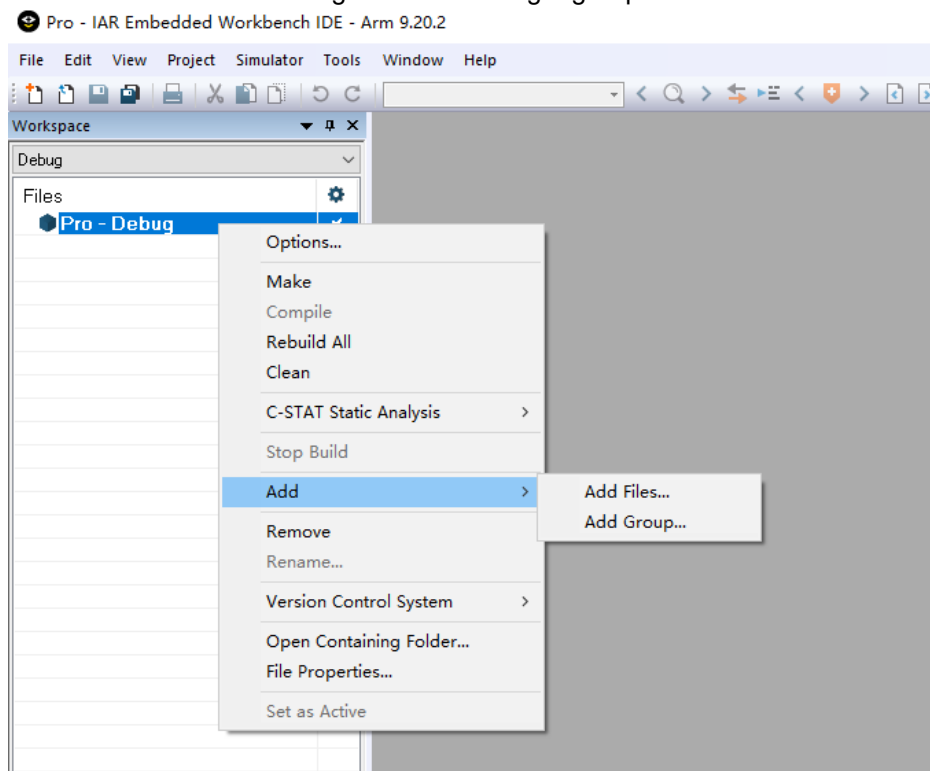 Pro - IAR Embedded Workbench IDE - Arm 9.20.2
File Edit View Project Simulator Tools Window Help
Workspace
Debug
Files
Pro - Debug
Options...
Make
Compile
Rebuild All
Clean
C-STAT Static Analysis
Stop Build
Add
Add Files...
Add Group...
Remove
Rename...
Version Control System
Open Containing Folder...
File Properties...
Set as Active